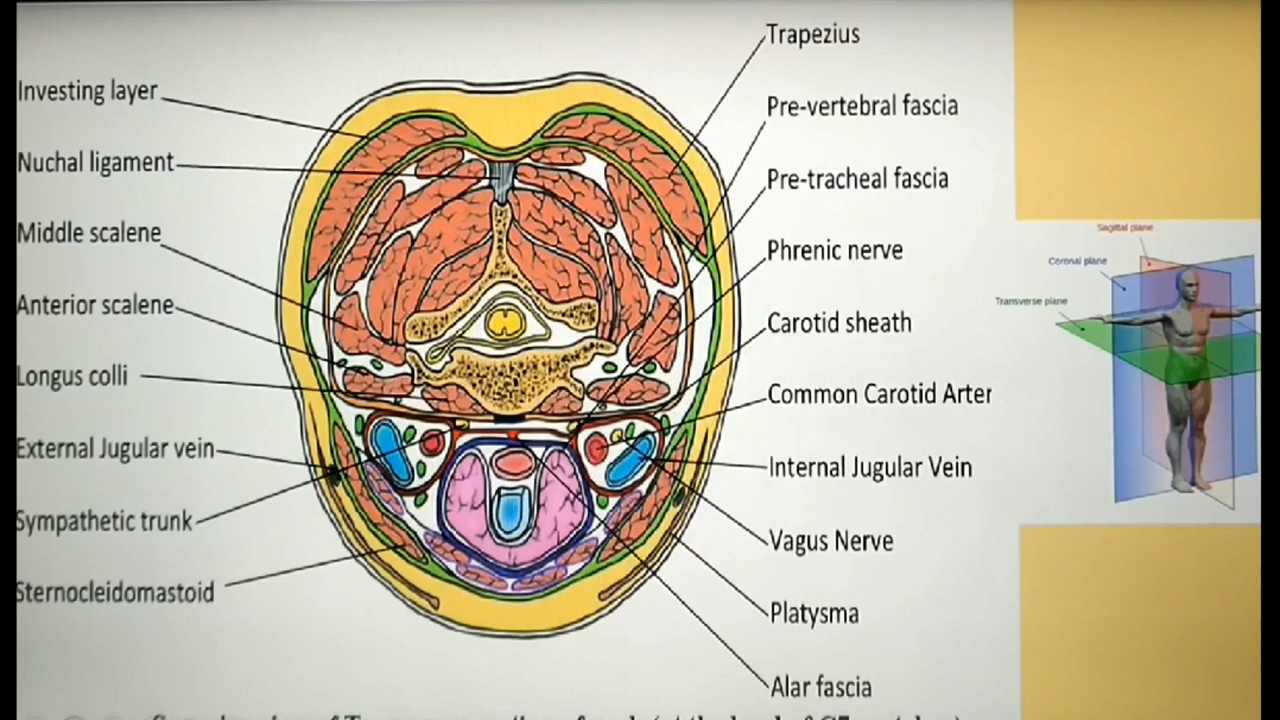 Investing layer
Nuchal ligament
Middle scalene
Anterior scalene
Longus colli
External Jugular vein
Sympathetic trunk
Sternocleidomastoid
Trapezius
Pre-vertebral fascia
Pre-tracheal fascia
Phrenic nerve
Carotid sheath
Common Carotid Arter
Internal Jugular Vein
Vagus Nerve
Platysma
Alar fascia
Sagittal plane
Coronal plane
Transverse plane